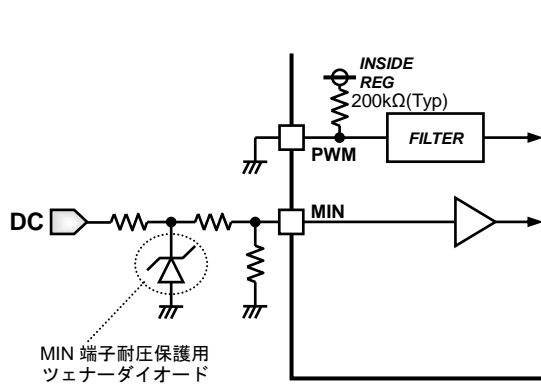 INSIDE
REG
200kΩ(Typ)
FILTER
PWM
DC
MIN
MIN 端子耐圧保護用
ツェナーダイオード